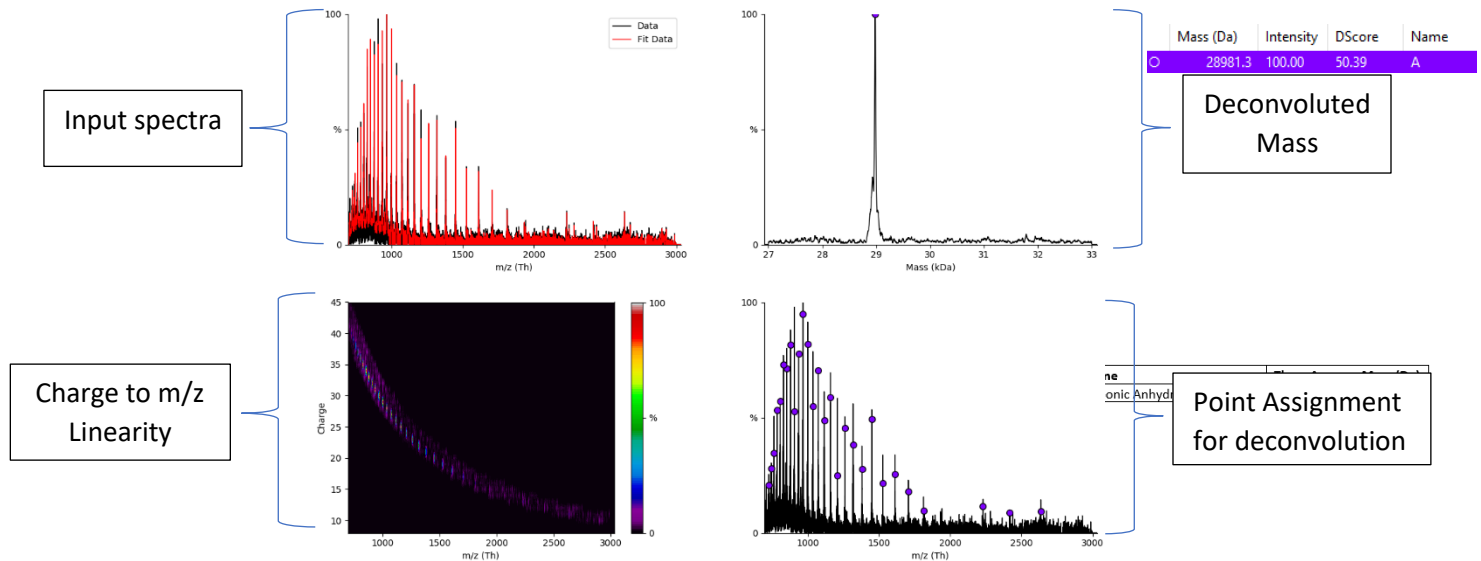 Input spectra
100
%
0
Data
Fit Data
1000
1500
2000
2500
3000
m/z (Th)
100
%
0
27
28
29
30
31
32
33
Mass (kDa)
Mass (Da) Intensity DScore Name
28981.3 100.00 50.39 A
Deconvoluted
Mass
Charge to m/z
Linearity
45
40
35
30
25
20
15
10
Charge
1000
1500
2000
2500
3000
m/z (Th)
100
%
0
100
%
0
1000
1500
2000
2500
3000
m/z (Th)
ne
onic Anhydr
Point Assignment
for deconvolution